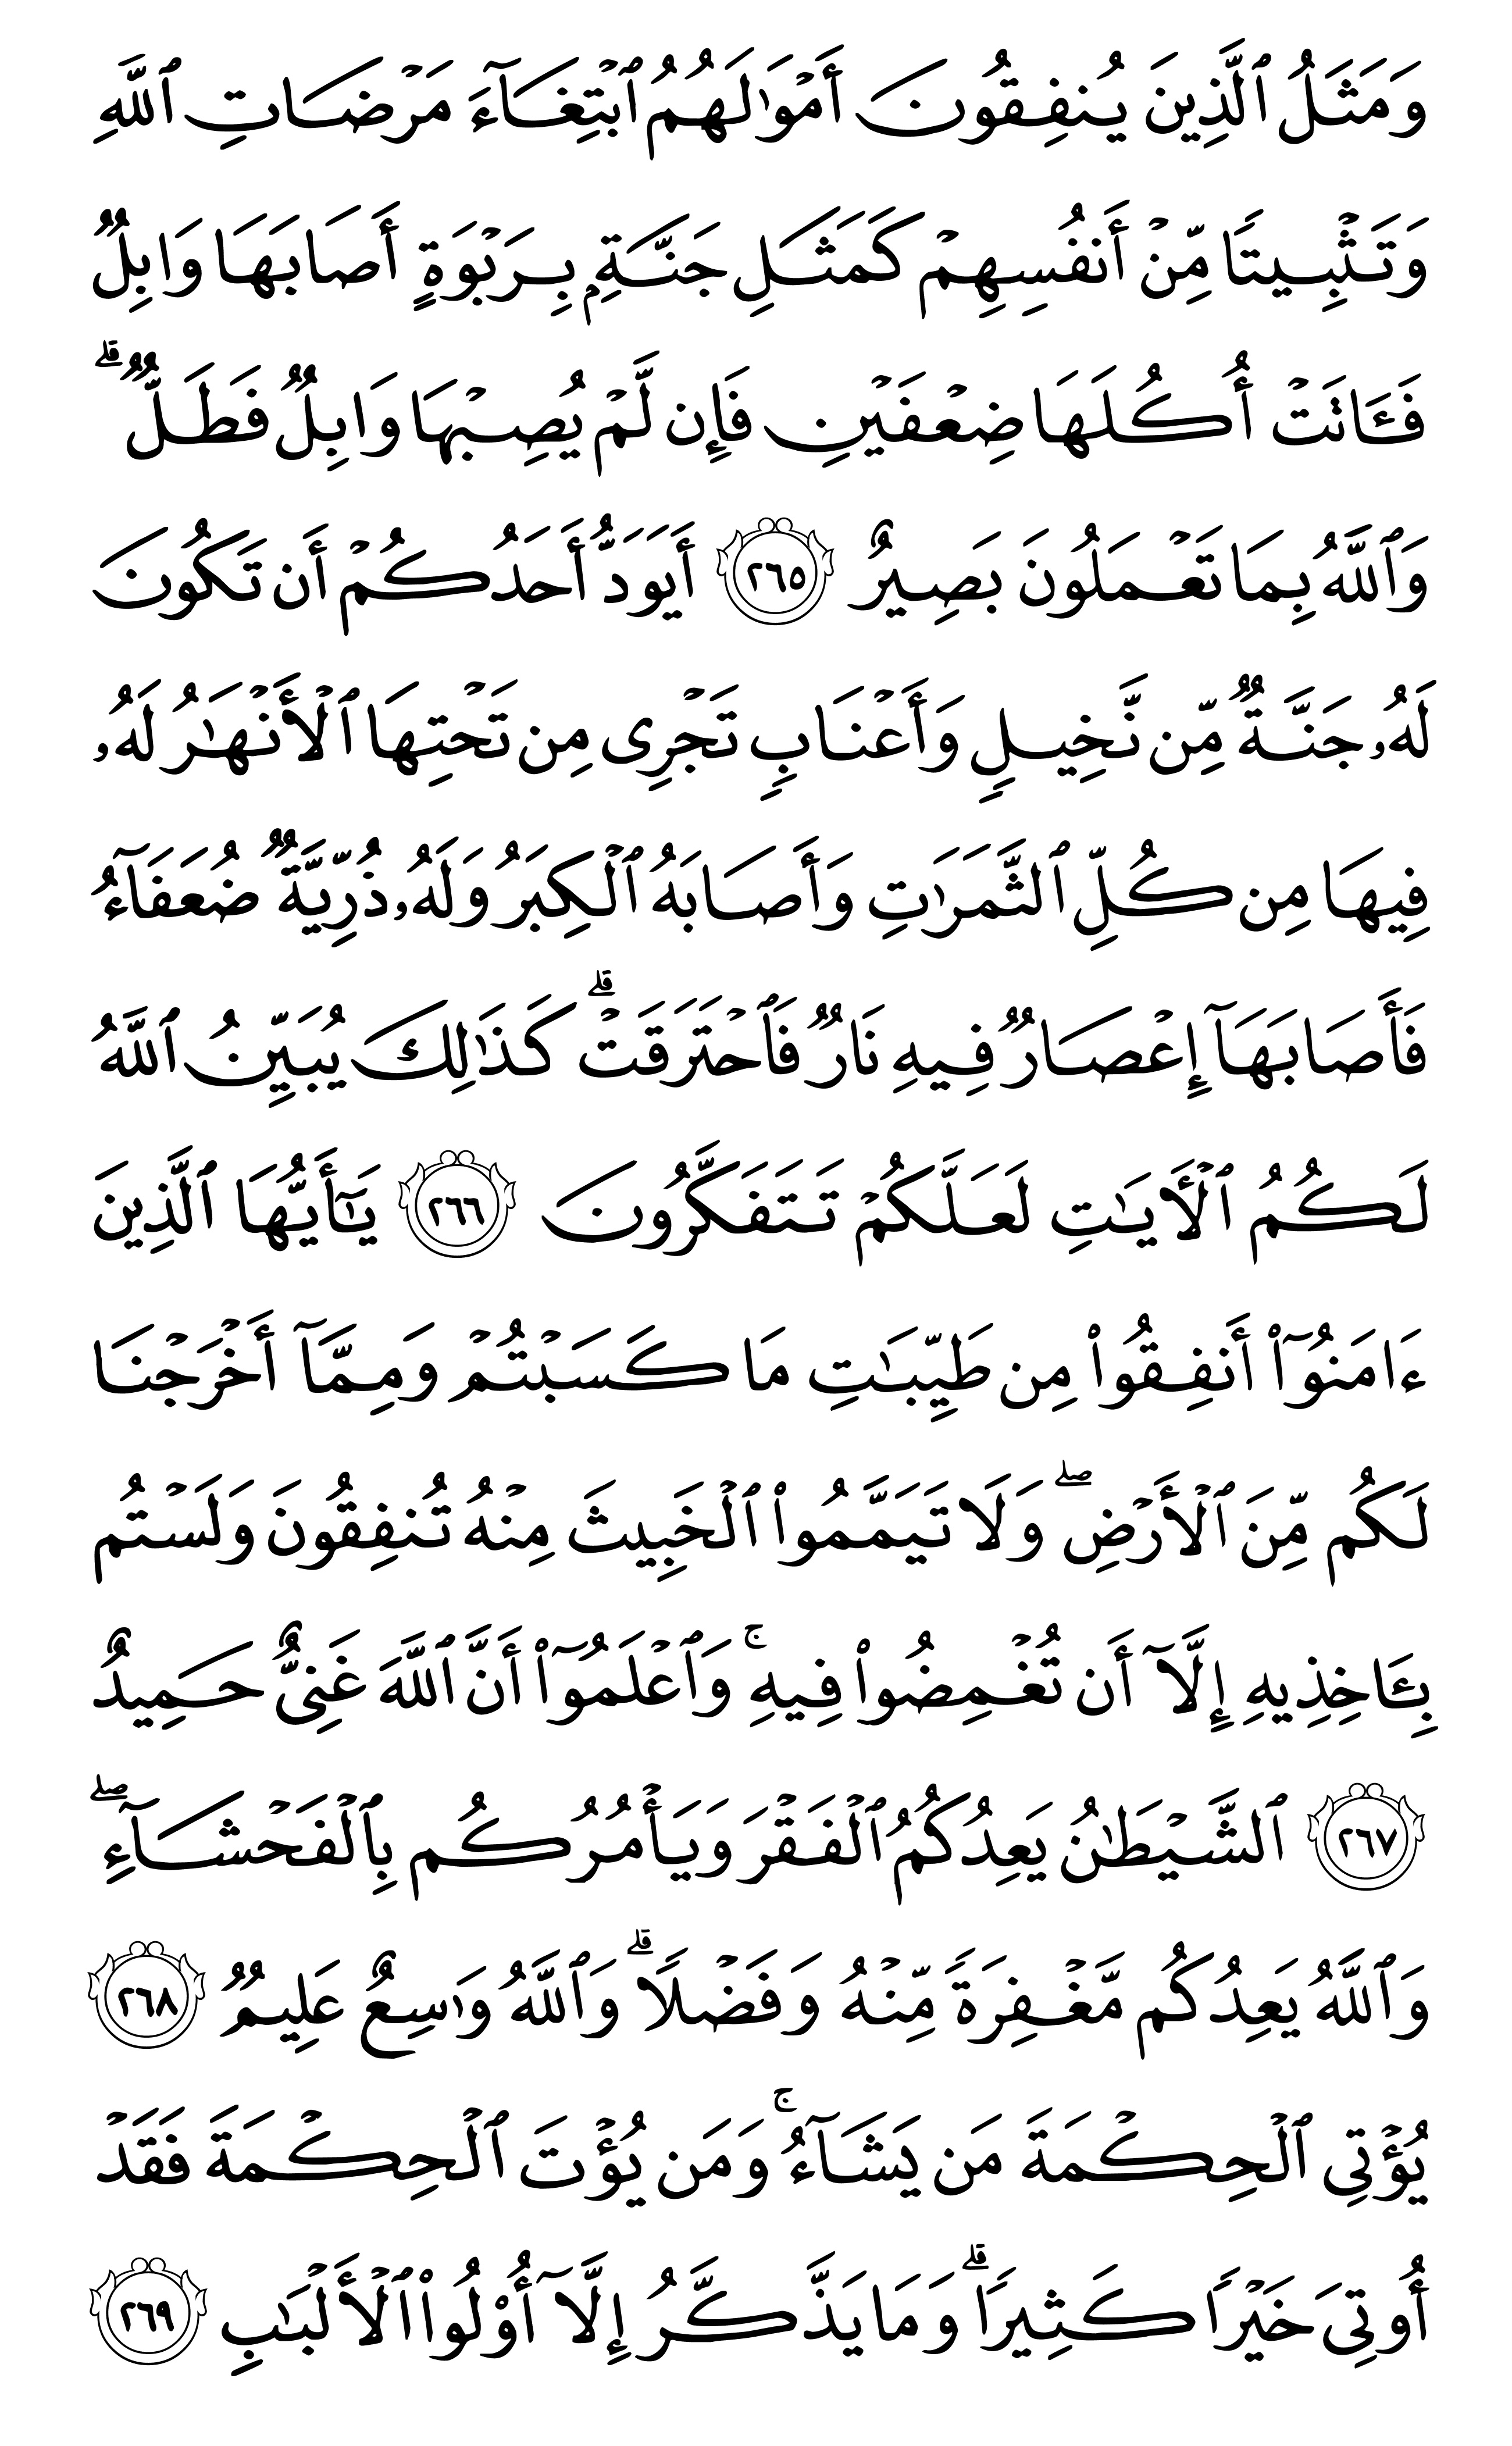 وَمَثَلُ ٱلَّذِينَ يُنفِقُونَ أَمۡوَٰلَهُمُ ٱبۡتِغَآءَ مَرۡضَاتِ ٱللَّهِ
وَتَثۡبِيتٗا مِّنۡ أَنفُسِهِمۡ كَمَثَلِ جَنَّةِۭ بِرَبۡوَةٍ أَصَابَهَا وَابِلٞ
فَـَٔاتَتۡ أُكُلَهَا ضِعۡفَيۡنِ فَإِن لَّمۡ يُصِبۡهَا وَابِلٞ فَطَلّٞۗ
وَٱللَّهُ بِمَا تَعۡمَلُونَ بَصِيرٌ ٢٦٥ أَيَوَدُّ أَحَدُكُمۡ أَن تَكُونَ
لَهُۥ جَنَّةٞ مِّن نَّخِيلٖ وَأَعۡنَابٖ تَجۡرِي مِن تَحۡتِهَا ٱلۡأَنۡهَٰرُ لَهُۥ
فِيهَا مِن كُلِّ ٱلثَّمَرَٰتِ وَأَصَابَهُ ٱلۡكِبَرُ وَلَهُۥ ذُرِّيَّةٞ ضُعَفَآءُ
فَأَصَابَهَآ إِعۡصَارٞ فِيهِ نَارٞ فَٱحۡتَرَقَتۡۗ كَذَٰلِكَ يُبَيِّنُ ٱللَّهُ
لَكُمُ ٱلۡأٓيَٰتِ لَعَلَّكُمۡ تَتَفَكَّرُونَ ٢٦٦ يَٰٓأَيُّهَا ٱلَّذِينَ
ءَامَنُوٓاْ أَنفِقُواْ مِن طَيِّبَٰتِ مَا كَسَبۡتُمۡ وَمِمَّآ أَخۡرَجۡنَا
لَكُم مِّنَ ٱلۡأَرۡضِۖ وَلَا تَيَمَّمُواْ ٱلۡخَبِيثَ مِنۡهُ تُنفِقُونَ وَلَسۡتُم
بِـَٔاخِذِيهِ إِلَّآ أَن تُغۡمِضُواْ فِيهِۚ وَٱعۡلَمُوٓاْ أَنَّ ٱللَّهَ غَنِيٌّ حَمِيدٌ
٢٦٧ ٱلشَّيۡطَٰنُ يَعِدُكُمُ ٱلۡفَقۡرَ وَيَأۡمُرُكُم بِٱلۡفَحۡشَآءِۖ
وَٱللَّهُ يَعِدُكُم مَّغۡفِرَةٗ مِّنۡهُ وَفَضۡلٗاۗ وَٱللَّهُ وَٰسِعٌ عَلِيمٞ ٢٦٨
يُؤۡتِي ٱلۡحِكۡمَةَ مَن يَشَآءُۚ وَمَن يُؤۡتَ ٱلۡحِكۡمَةَ فَقَدۡ
أُوتِيَ خَيۡرٗا كَثِيرٗاۗ وَمَا يَذَّكَّرُ إِلَّآ أُوْلُواْ ٱلۡأَلۡبَٰبِ ٢٦٩